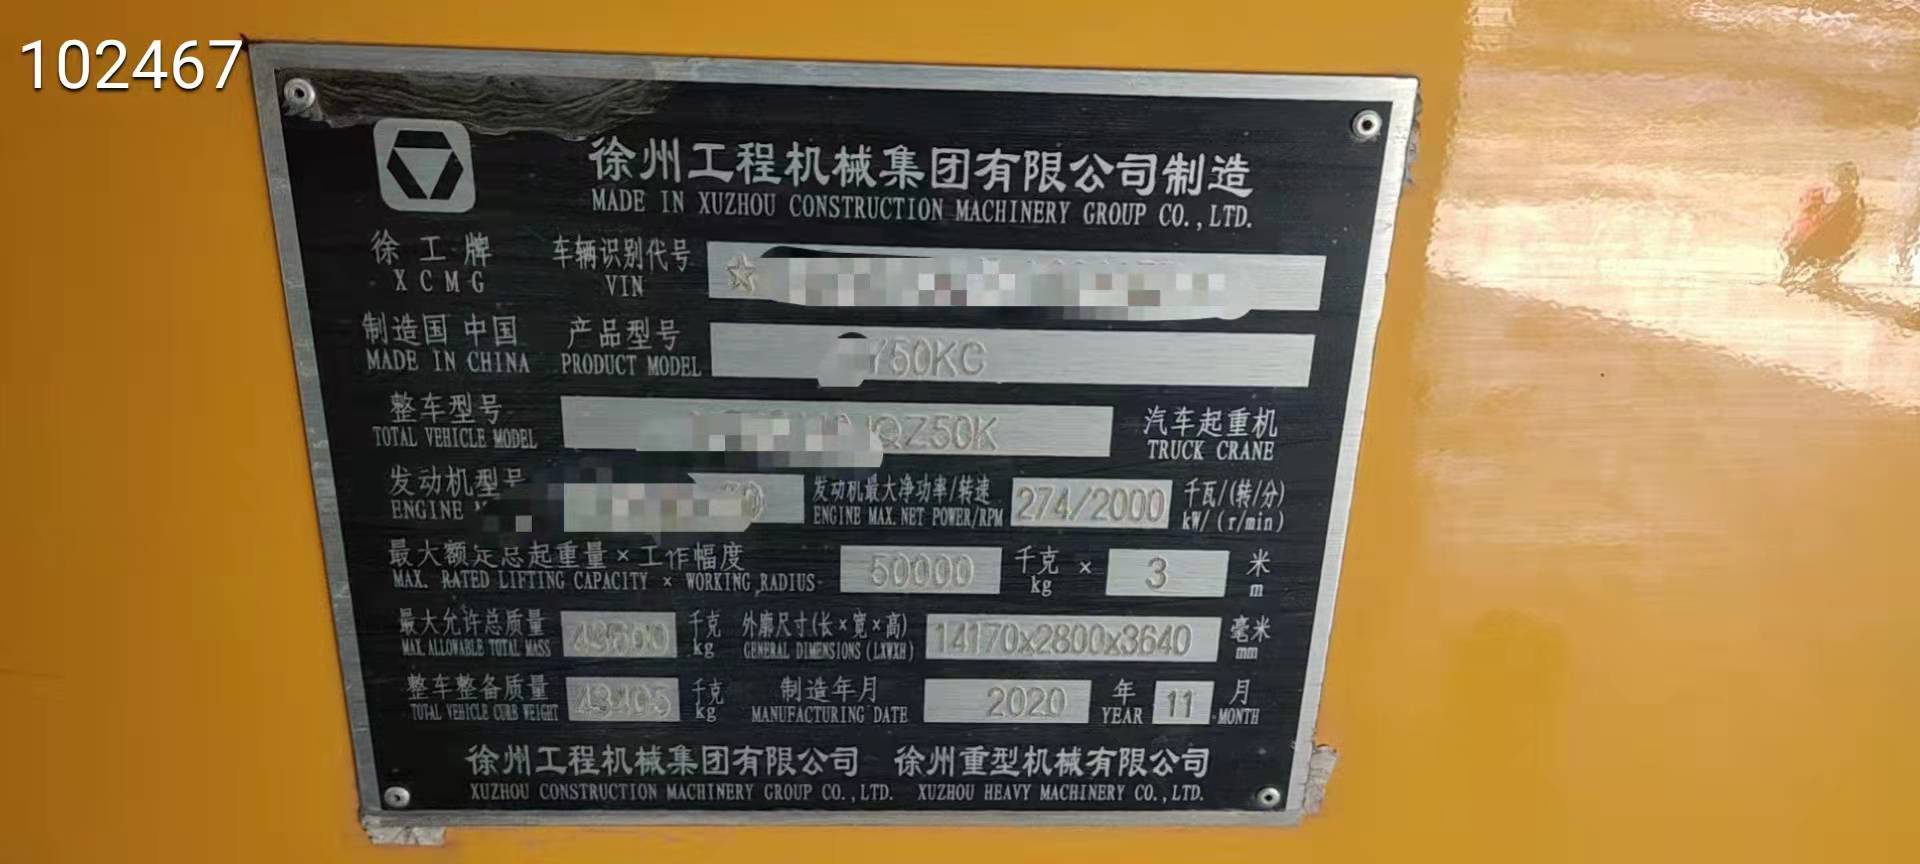 102467
徐州工程机械集团有限公司制造
MADE IN XUZHOU CONSTRUCTION MACHINERY GROUP CO.,LTD.
徐工牌 车辆识别代号
XCMG VIN ☆
制造国 中国 产品型号 Y50KC
MADE IN CHINA PRODUCT MODEL
整车型号 JQZ50K 汽车起重机
TOTAL VEHICLE MODEL TRUCK CRANE
发动机型号 发动机最大净功率/转速 274/2000 千瓦/(转/分)
ENGINE ENGINE MAX.NET POWER/RPM kW/(r/min)
最大额定总起重量×工作幅度 50000 千克 × 3 米
MAX. RATED LIFTING CAPACITY × WORKING RADIUS kg m
最大允许总质量 千克 外廓尺寸(长×宽×高) 14170x2800x3640 毫米
MAX.ALLOWABLE TOTAL MASS kg GENERAL DIMENSIONS (LXWXH) mm
整车整备质量 千克 制造年月 2020 年 11 月
TOTAL VEHICLE CURB WEIGHT kg MANUFACTURING DATE YEAR MONTH
徐州工程机械集团有限公司 徐州重型机械有限公司
XUZHOU CONSTRUCTION MACHINERY GROUP CO.,LTD. XUZHOU HEAVY MACHINERY CO.,LTD.